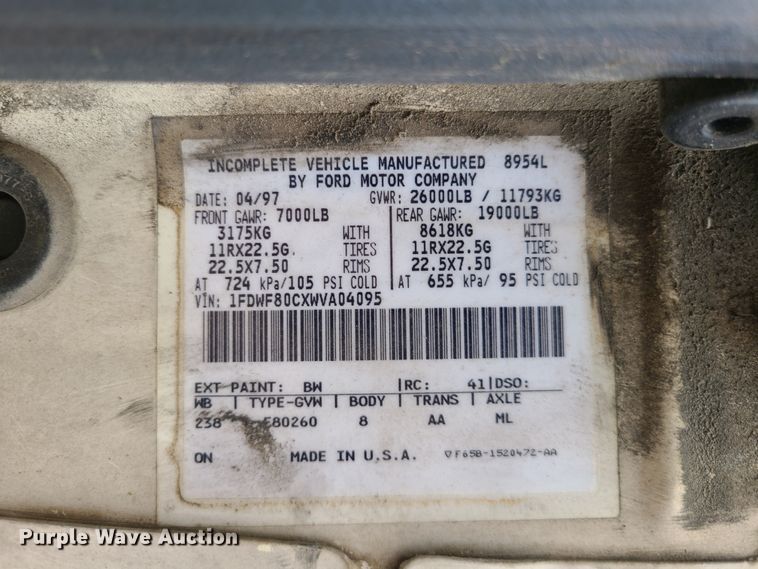 INCOMPLETE VEHICLE MANUFACTURED 8954L
BY FORD MOTOR COMPANY
DATE: 04/97 GVWR: 26000LB / 11793KG
FRONT GAWR: 7000LB REAR GAWR: 19000LB
3175KG WITH 8618KG WITH
11RX22.5G TIRES 11RX22.5G TIRES
22.5X7.50 RIMS 22.5X7.50 RIMS
AT 724 kPa/105 PSI COLD AT 655 kPa/ 95 PSI COLD
VIN: 1FDWF80CXWVA04095
EXT PAINT: BW |RC: 41|DSO:
WB | TYPE-GVW | BODY | TRANS | AXLE
238 F80260 8 AA ML
ON MADE IN U.S.A. ▽F65B-1520472-AA
Purple Wave Auction